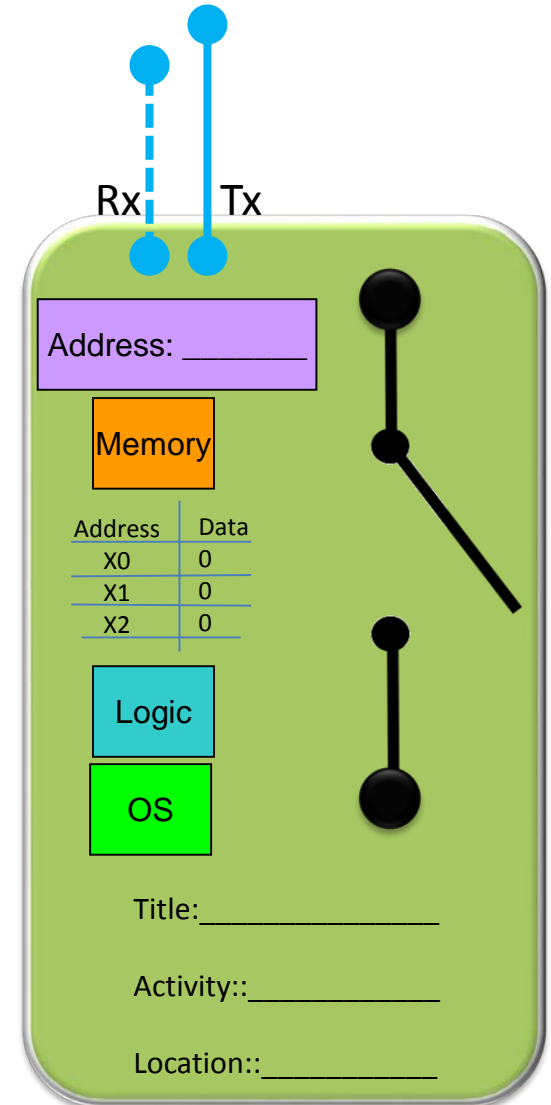 Rx Tx
Address: _______
Memory
Address Data
X0 0
X1 0
X2 0
Logic
OS
Title:_______________
Activity::____________
Location::___________